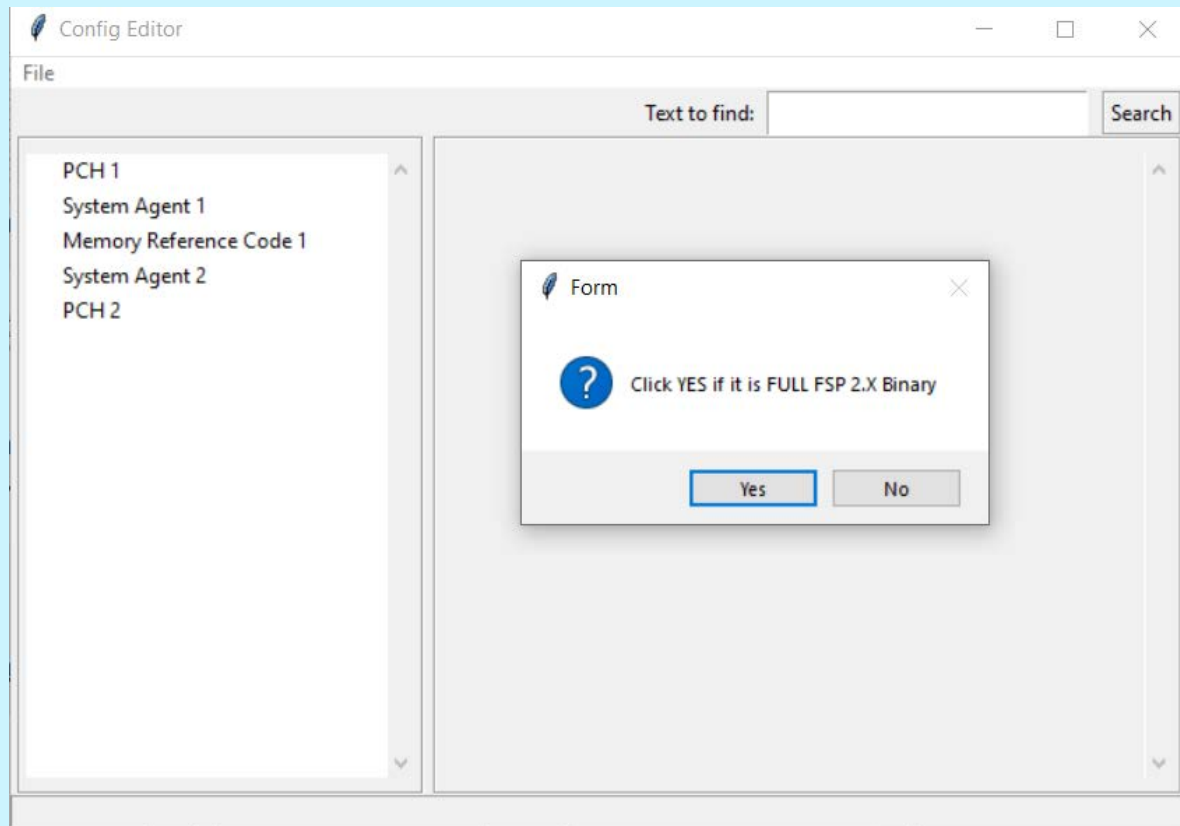 Config Editor
File
Text to find:
Search
PCH 1
System Agent 1
Memory Reference Code 1
System Agent 2
PCH 2
Form
Click YES if it is FULL FSP 2.X Binary
Yes
No